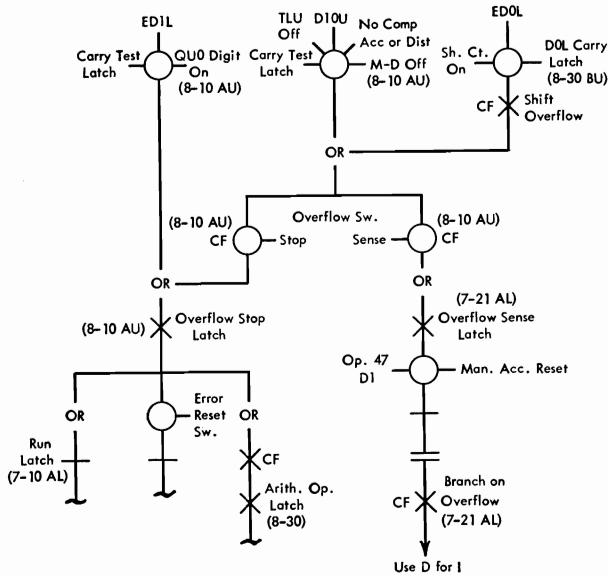 ED1L
Carry Test
Latch
QU0 Digit
On
(8-10 AU)
TLU
Off
D10U
No Comp
Acc or Dist
Carry Test
Latch
M-D Off
(8-10 AU)
ED0L
Sh. Ct.
On
D0L Carry
Latch
(8-30 BU)
CF
Shift
Overflow
OR
(8-10 AU)
CF
Stop
Overflow Sw.
Sense
(8-10 AU)
CF
OR
OR
(8-10 AU)
Overflow Stop
Latch
(7-21 AL)
Overflow Sense
Latch
Op. 47
D1
Man. Acc. Reset
OR
Error
Reset
Sw.
OR
Run
Latch
(7-10 AL)
CF
Arith. Op.
Latch
(8-30)
CF
Branch on
Overflow
(7-21 AL)
Use D for I